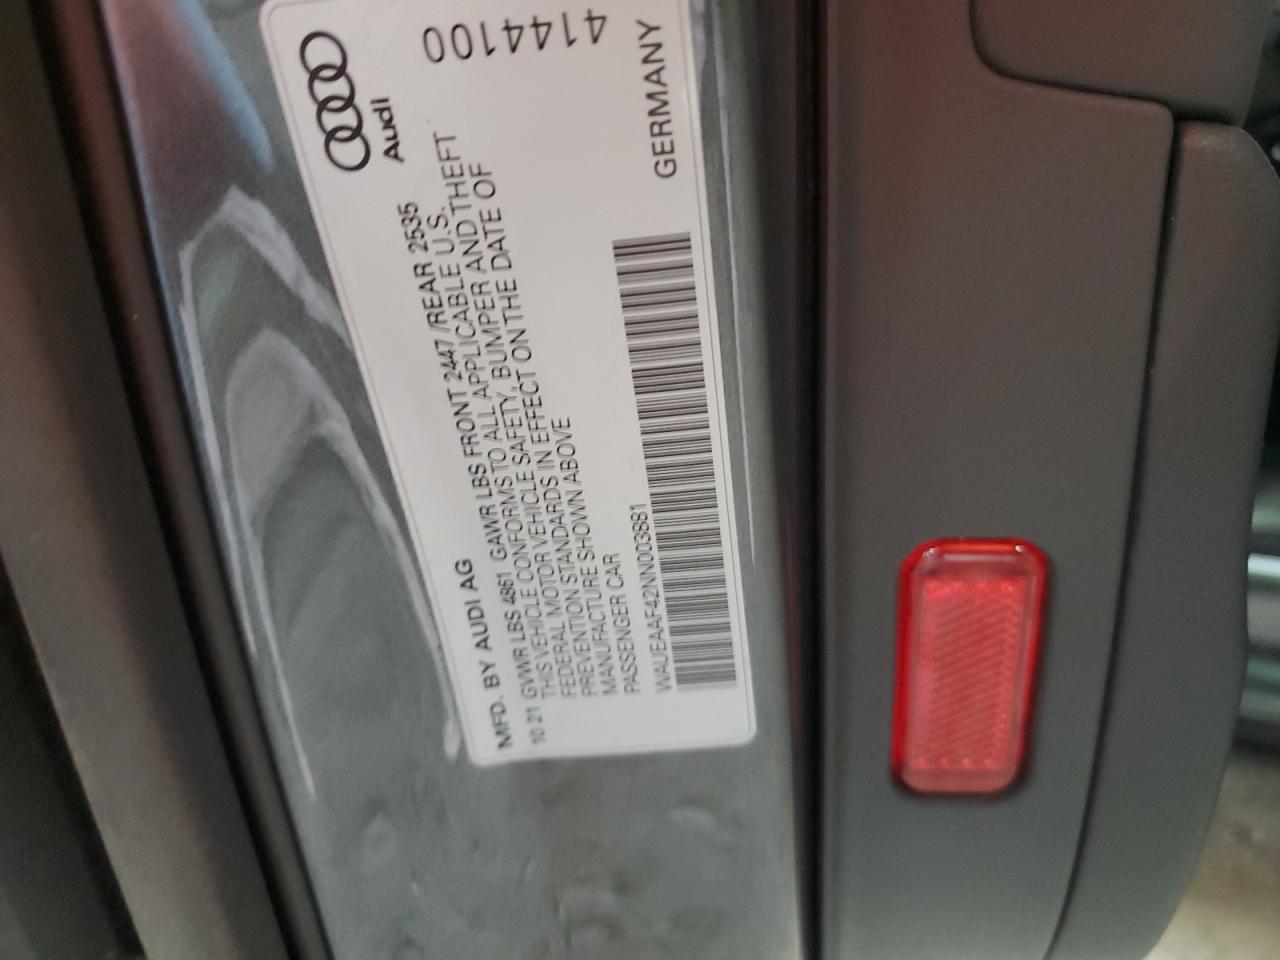 Audi
4144100
GERMANY
MFD. BY AUDI AG
10 21 GVWR LBS 4861 GAWR LBS FRONT 2447 /REAR 2535
THIS VEHICLE CONFORMS TO ALL APPLICABLE U.S.
FEDERAL MOTOR VEHICLE SAFETY, BUMPER AND THEFT
PREVENTION STANDARDS IN EFFECT ON THE DATE OF
MANUFACTURE SHOWN ABOVE
PASSENGER CAR
WAUEAAF42NN003881